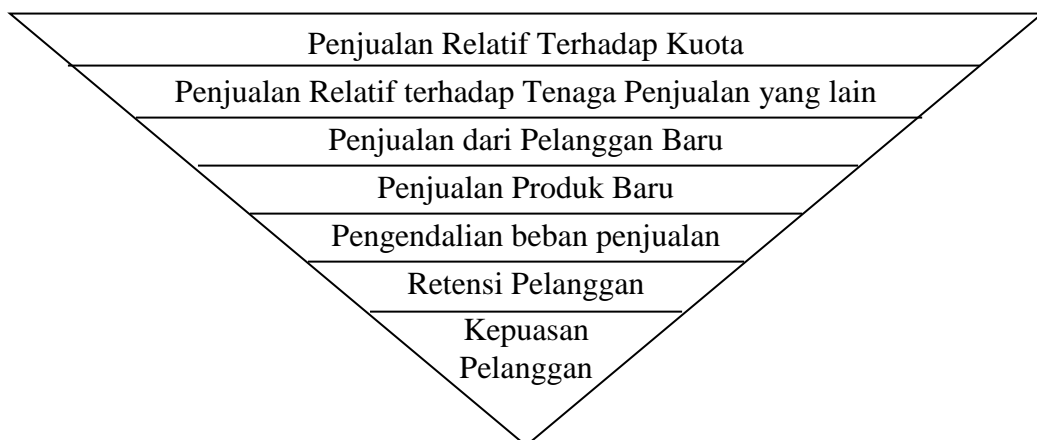 Penjualan Relatif Terhadap Kuota
Penjualan Relatif terhadap Tenaga Penjualan yang lain
Penjualan dari Pelanggan Baru
Penjualan Produk Baru
Pengendalian beban penjualan
Retensi Pelanggan
Kepuasan
Pelanggan